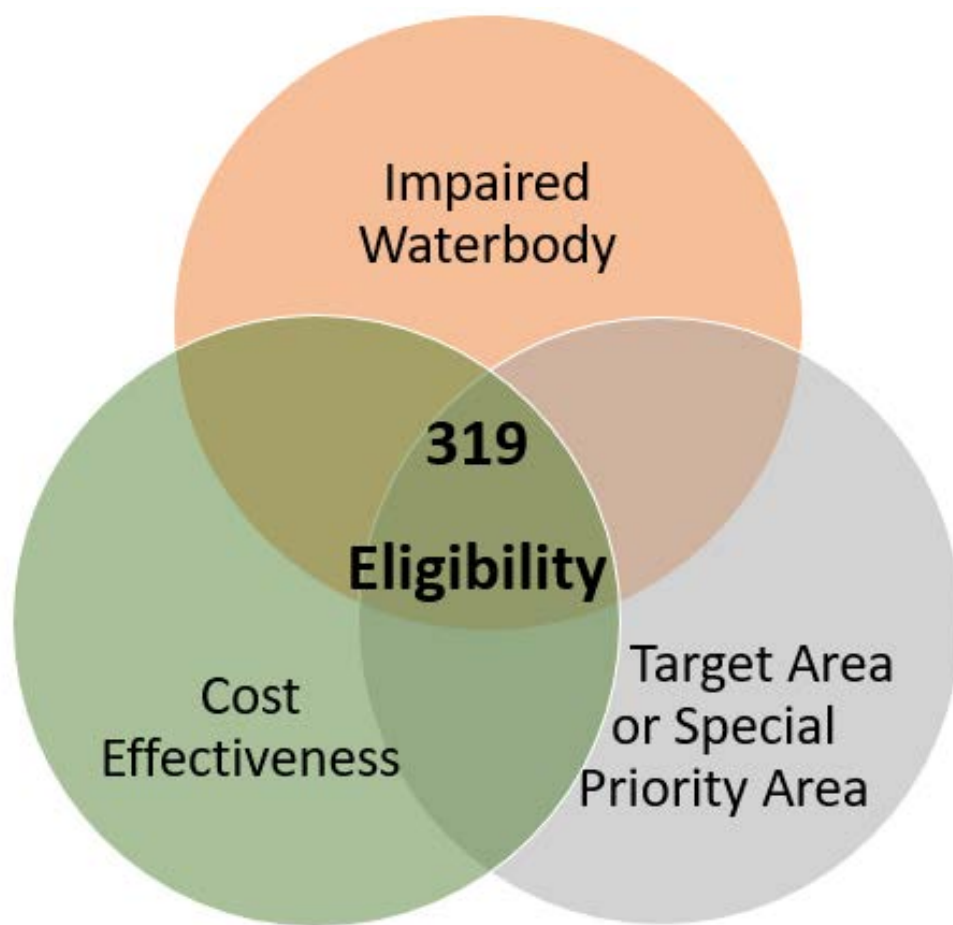 Impaired
Waterbody
319
Eligibility
Cost
Effectiveness
Target Area
or Special
Priority Area